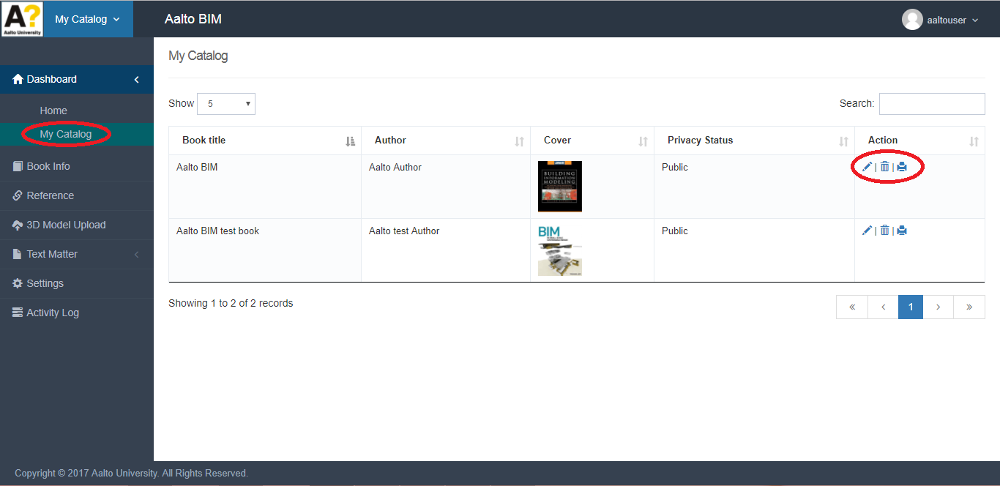 A?
Aalto University
My Catalog
Aalto BIM
aaltouser
Dashboard
Home
My Catalog
Book Info
Reference
3D Model Upload
Text Matter
Settings
Activity Log
My Catalog
Show 5
Search:
Book title Author Cover Privacy Status Action
Aalto BIM Aalto Author Public | |
BUILDING
INFORMATION
MODELING
Aalto BIM test book Aalto test Author Public | |
BIM
Showing 1 to 2 of 2 records
« ‹ 1 › »
Copyright © 2017 Aalto University. All Rights Reserved.